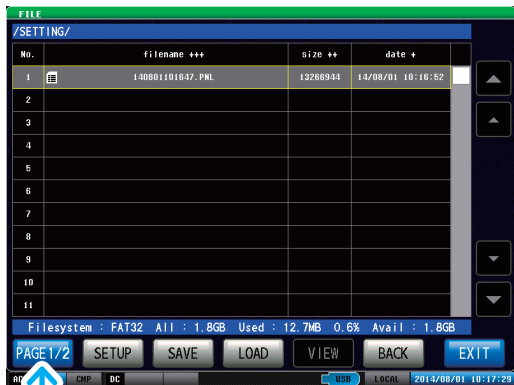 FILE
/SETTING/
No. filename +++ size ++ date +
1 140801101647.PNL 13266944 14/08/01 10:16:52
2
3
4
5
6
7
8
9
10
11
Filesystem : FAT32 All : 1.8GB Used : 12.7MB 0.6% Avail : 1.8GB
PAGE1/2 SETUP SAVE LOAD VIEW BACK EXIT
CMP DC USB LOCAL 2014/08/01 10:17:29